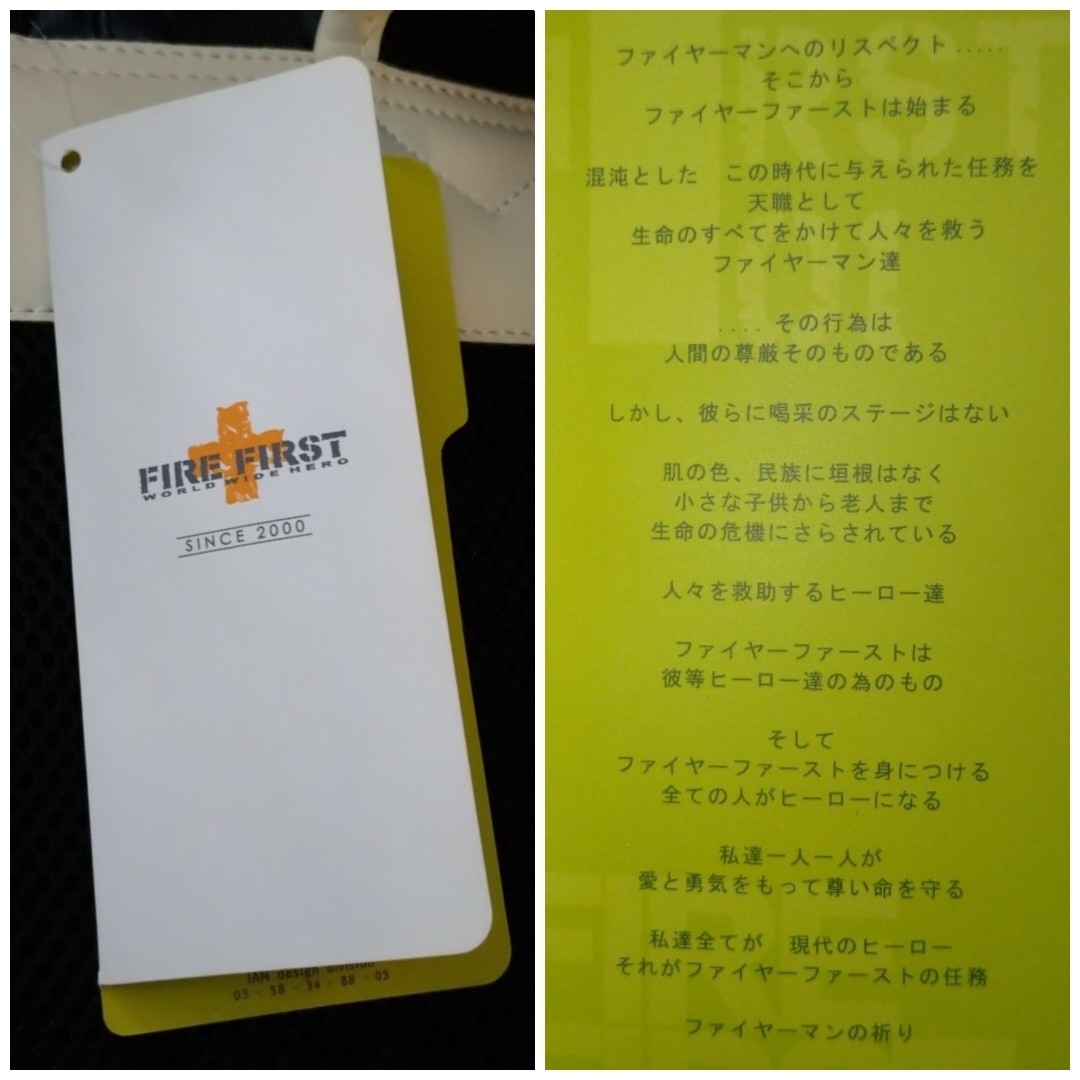 FIRE FIRST
WORLD WIDE HERO
SINCE 2000
IAN design division
03 - 58 - 34 - 88 - 03
ファイヤーマンへのリスペクト .....
そこから
ファイヤーファーストは始まる
混沌とした　この時代に与えられた任務を
天職として
生命のすべてをかけて人々を救う
ファイヤーマン達
.... その行為は
人間の尊厳そのものである
しかし、彼らに喝采のステージはない
肌の色、民族に垣根はなく
小さな子供から老人まで
生命の危機にさらされている
人々を救助するヒーロー達
ファイヤーファーストは
彼等ヒーロー達の為のもの
そして
ファイヤーファーストを身につける
全ての人がヒーローになる
私達一人一人が
愛と勇気をもって尊い命を守る
私達全てが　現代のヒーロー
それがファイヤーファーストの任務
ファイヤーマンの祈り